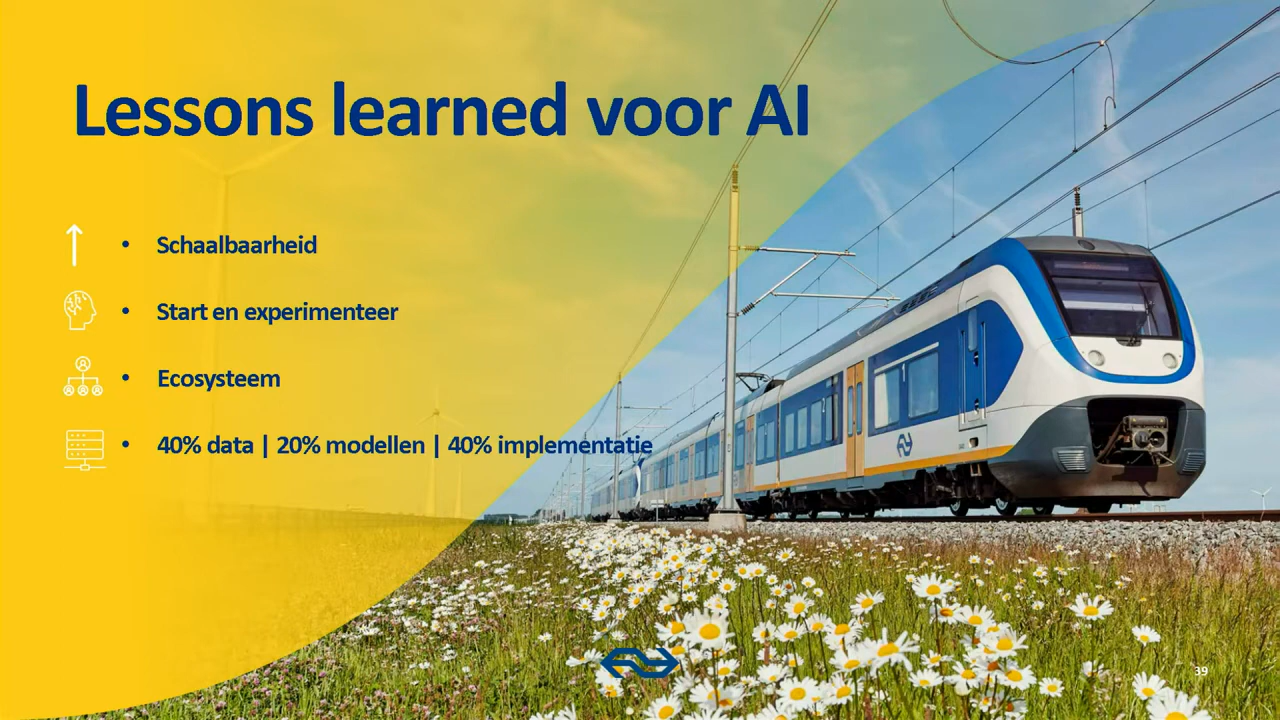 Lessons learned voor AI
• Schaalbaarheid
• Start en experimenteer
• Ecosysteem
• 40% data | 20% modellen | 40% implementatie
39